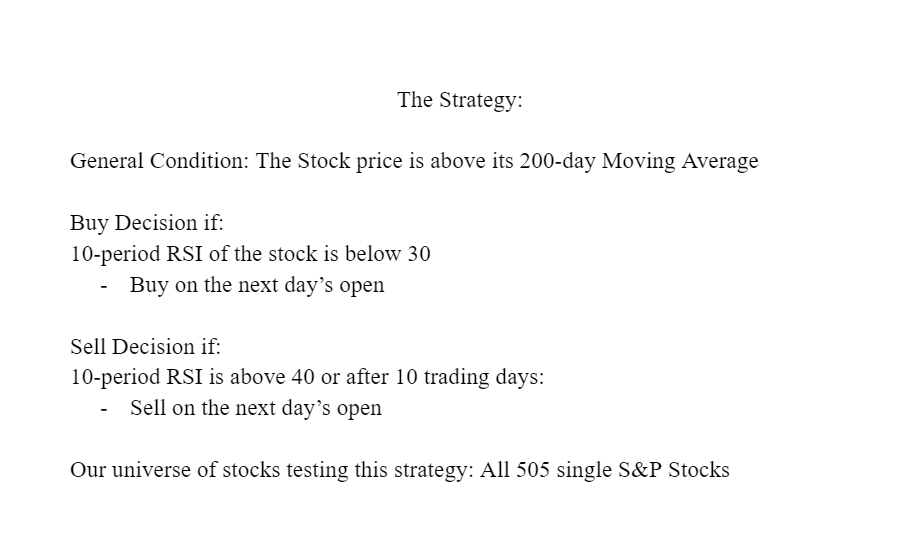 The Strategy:
General Condition: The Stock price is above its 200-day Moving Average
Buy Decision if:
10-period RSI of the stock is below 30
- Buy on the next day’s open
Sell Decision if:
10-period RSI is above 40 or after 10 trading days:
- Sell on the next day’s open
Our universe of stocks testing this strategy: All 505 single S&P Stocks